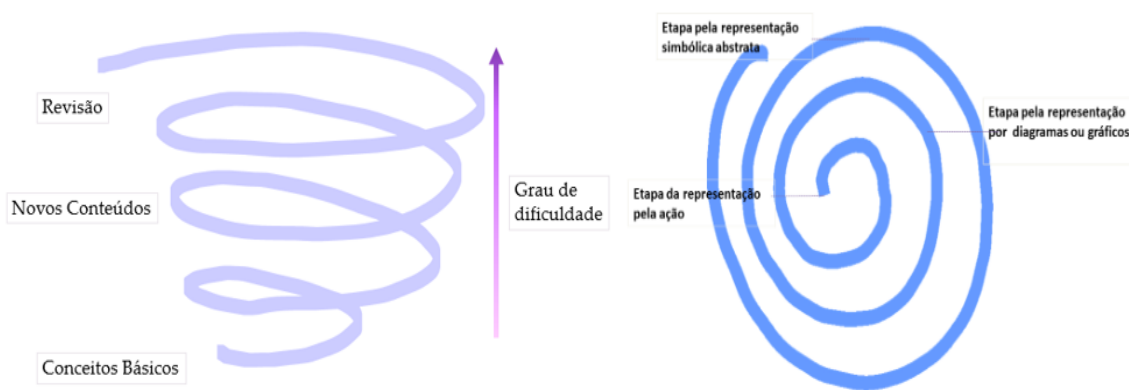 Revisão
Novos Conteúdos
Conceitos Básicos
Grau de
dificuldade
Etapa pela representação
simbólica abstrata
Etapa pela representação
por diagramas ou gráficos
Etapa da representação
pela ação